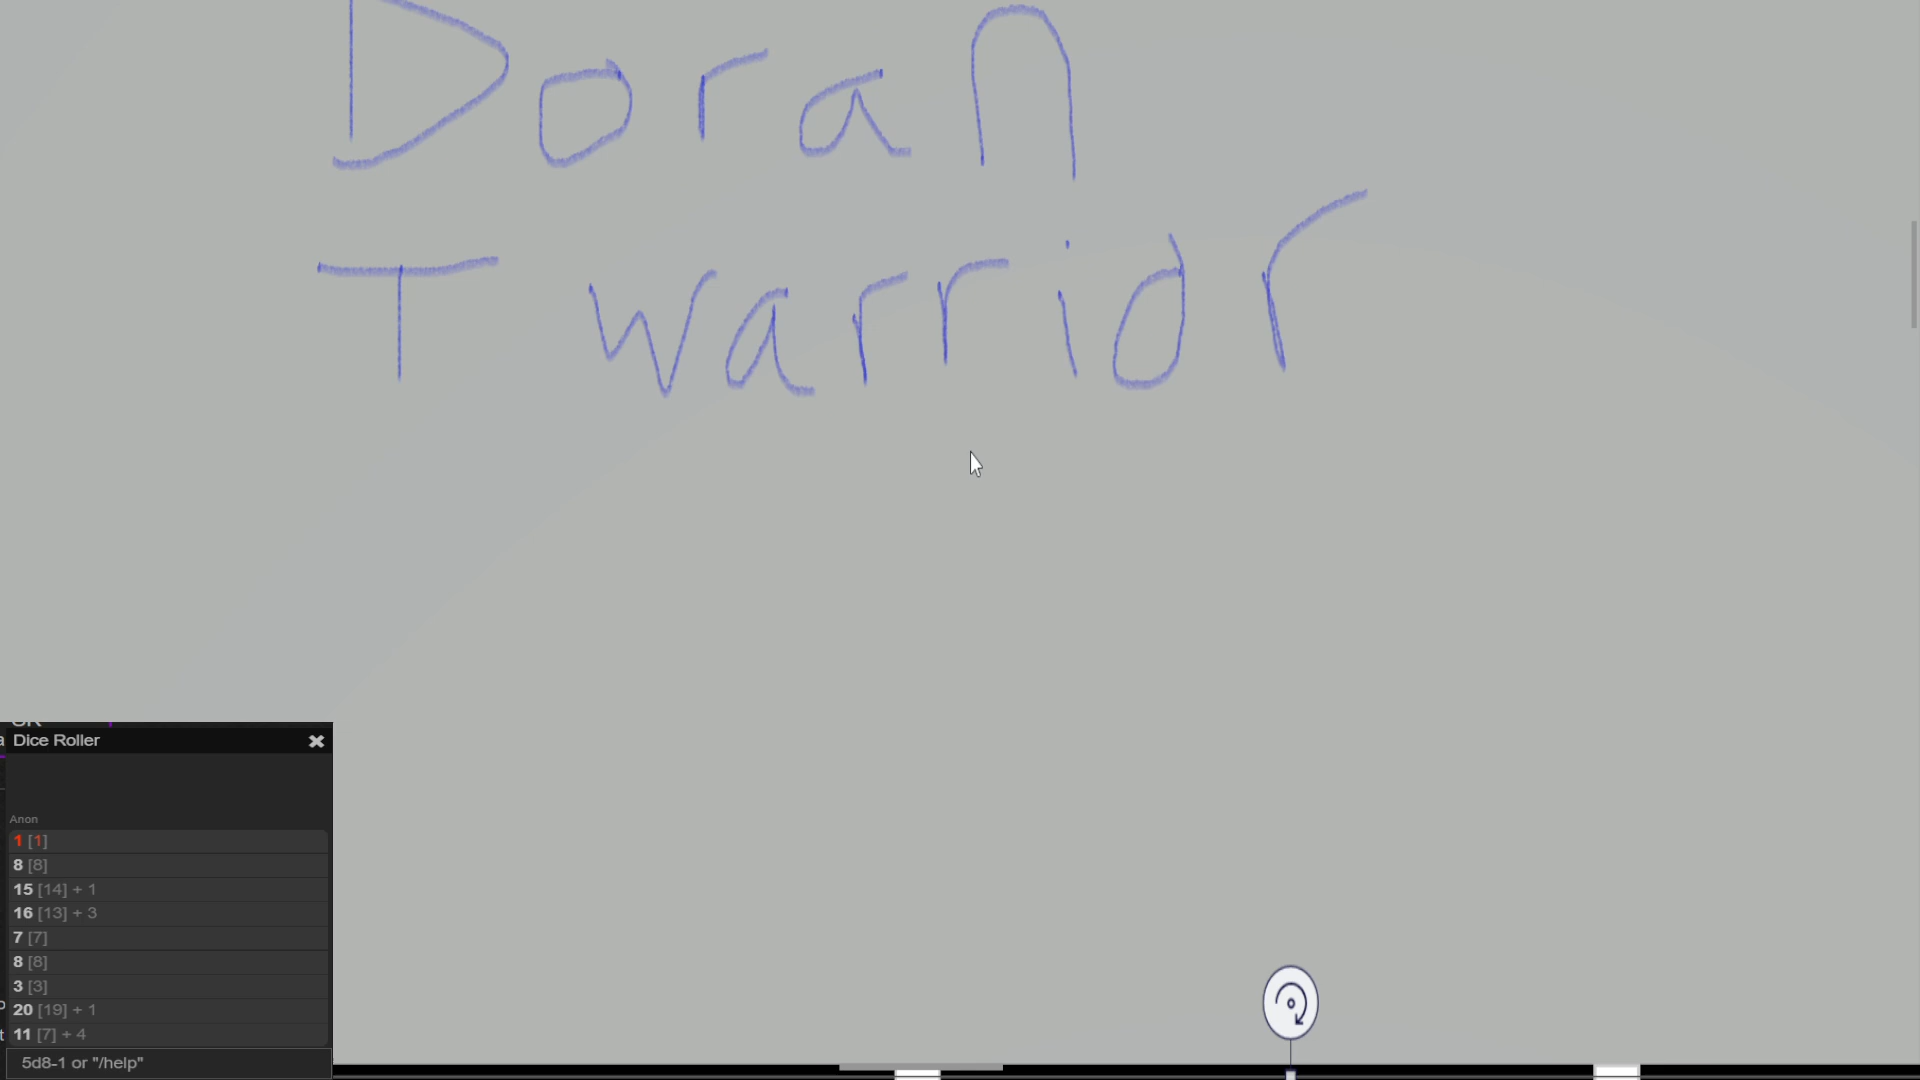 Doran
T warrior
Dice Roller
Anon
1 [1]
8 [8]
15 [14] + 1
16 [13] + 3
7 [7]
8 [8]
3 [3]
20 [19] + 1
11 [7] + 4
5d8-1 or "/help"